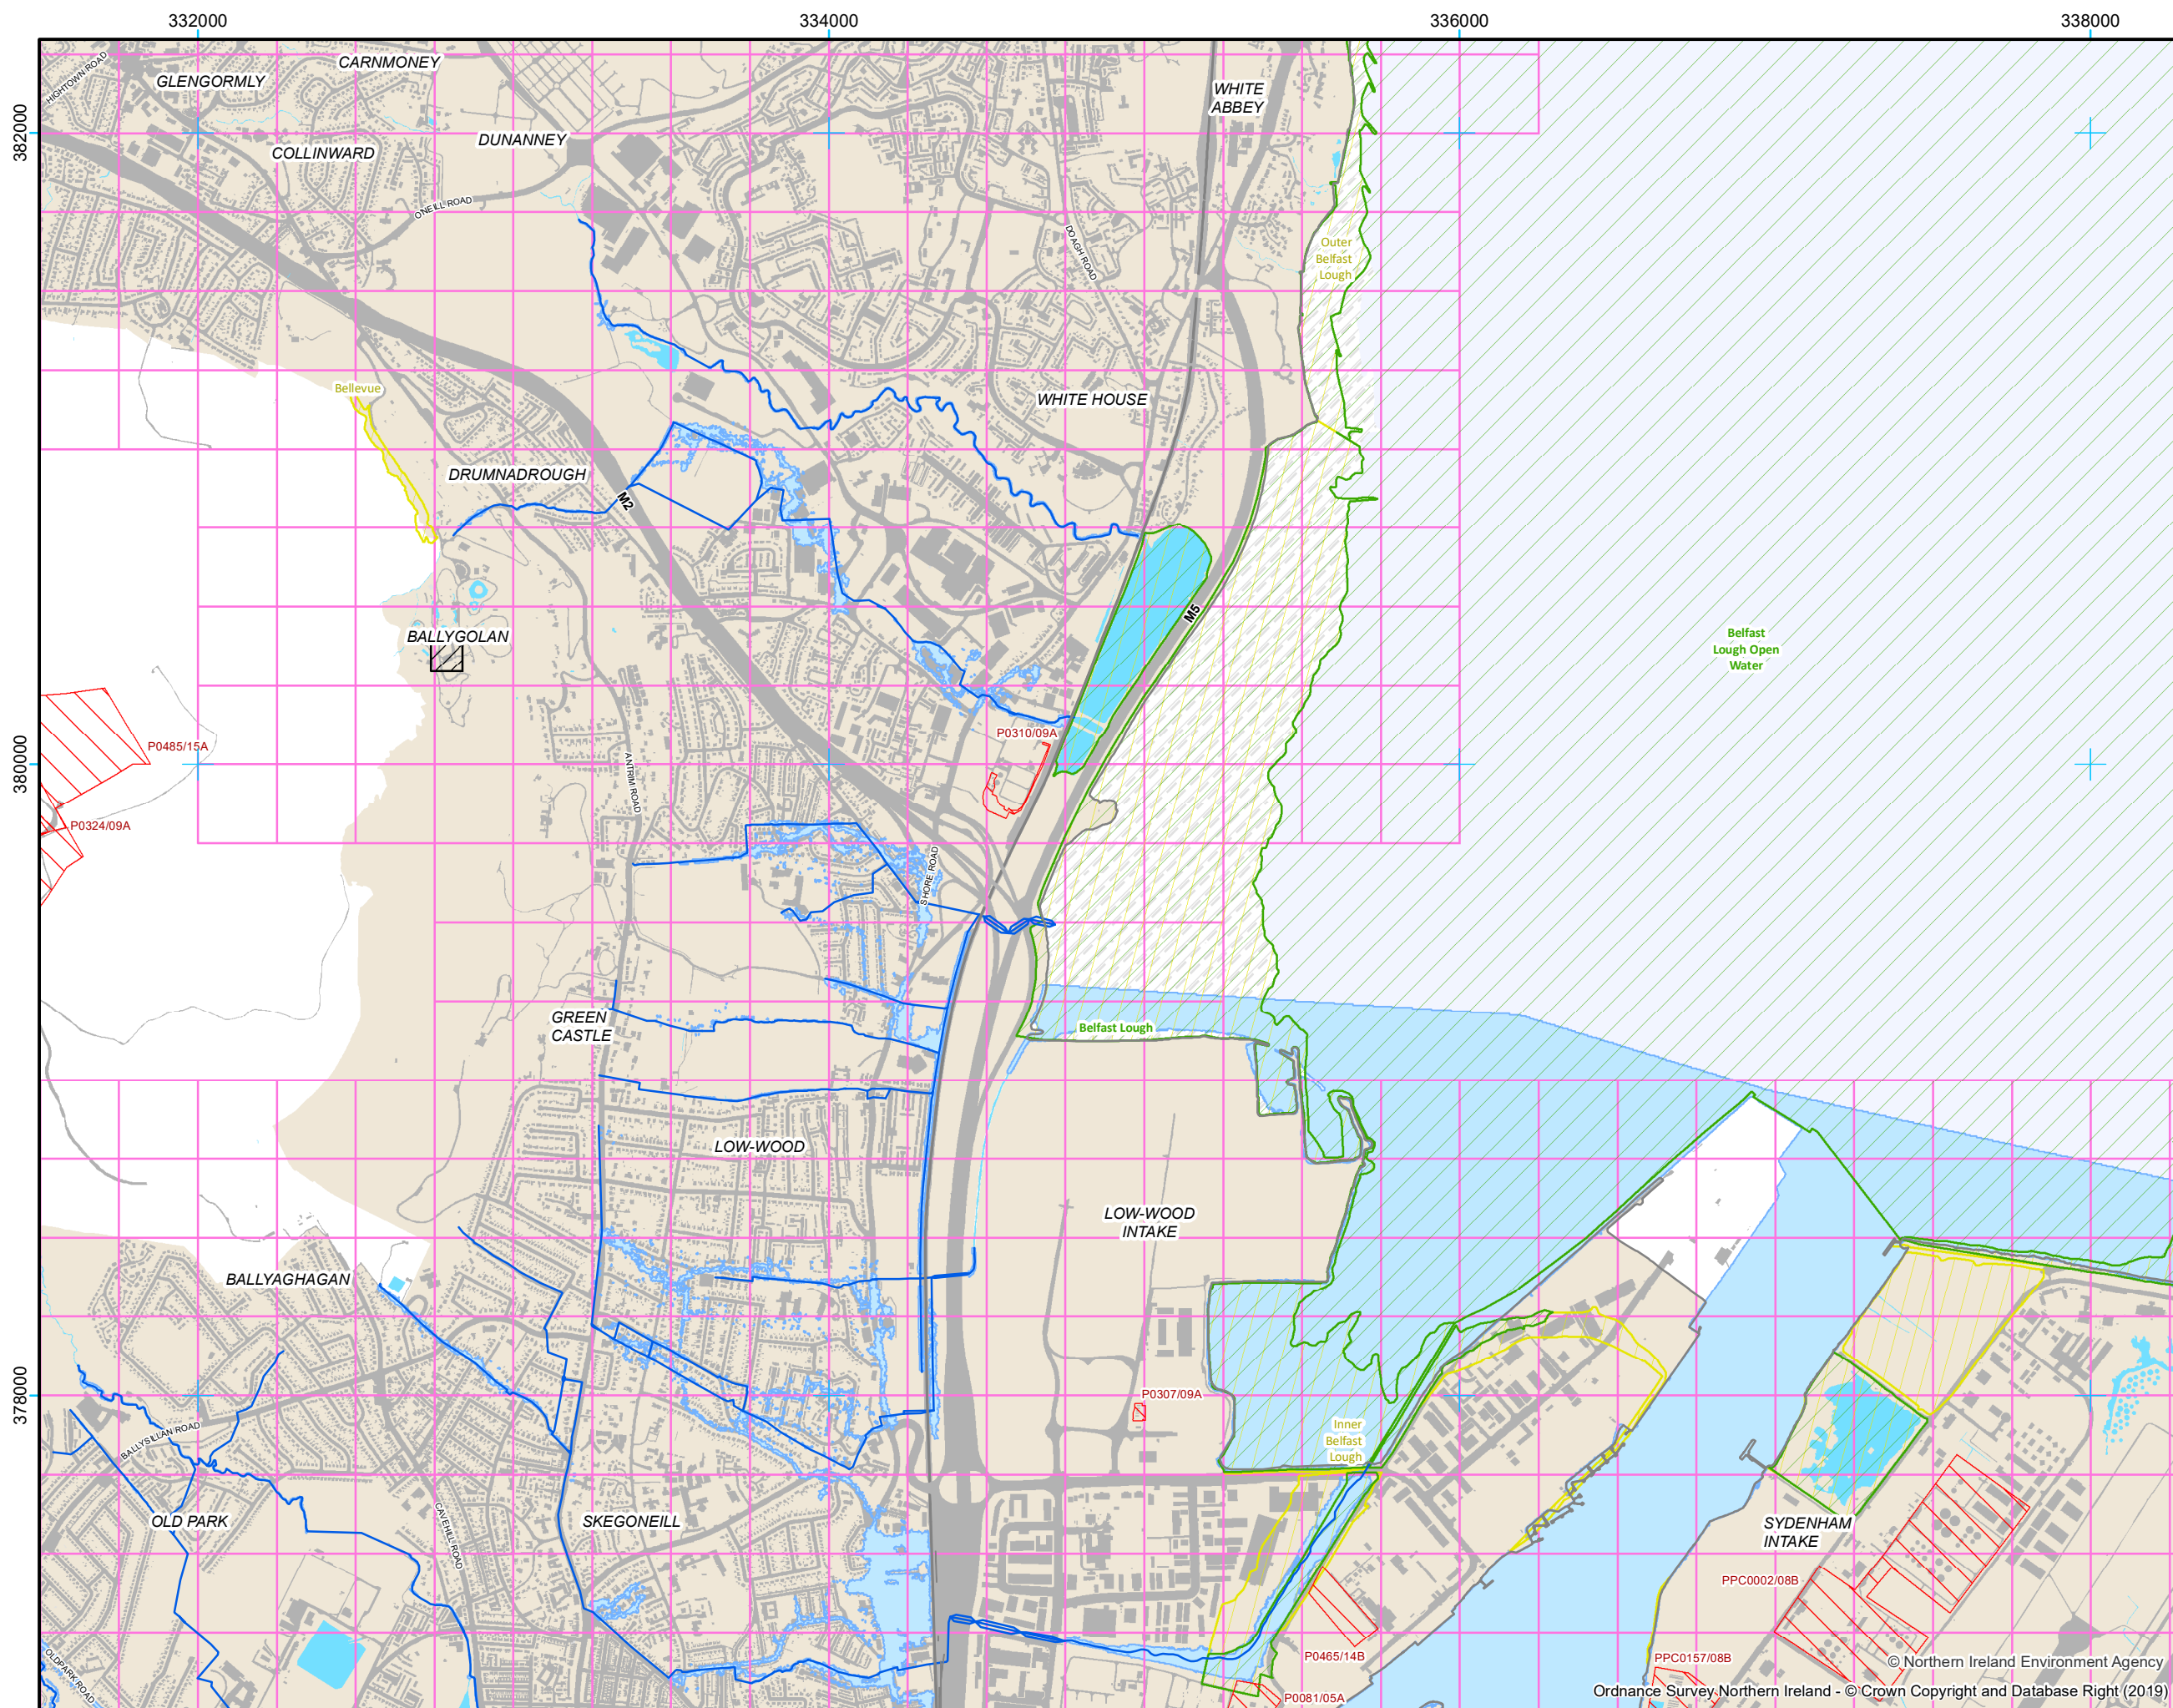 332000
334000
336000
338000
382000
380000
378000
HIGHTOWN ROAD
GLENGORMLY
CARNMONEY
COLLINWARD
DUNANNEY
ONEILL ROAD
WHITE
ABBEY
DOAGH ROAD
Outer
Belfast
Lough
Bellevue
WHITE HOUSE
DRUMNADROUGH
M2
M5
BALLYGOLAN
Belfast
Lough Open
Water
P0485/15A
P0310/09A
P0324/09A
ANTRIM ROAD
SHORE ROAD
GREEN
CASTLE
Belfast Lough
LOW-WOOD
LOW-WOOD
INTAKE
BALLYAGHAGAN
P0307/09A
BALLYSILLAN ROAD
Inner
Belfast
Lough
OLD PARK
CAVEHILL ROAD
SKEGONEILL
SYDENHAM
INTAKE
PPC0002/08B
OLDPARK ROAD
P0465/14B
PPC0157/08B
P0081/05A
© Northern Ireland Environment Agency
Ordnance Survey Northern Ireland - © Crown Copyright and Database Right (2019)